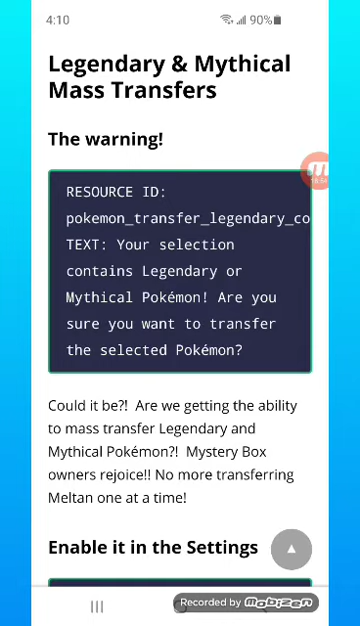 4:10
90%
Legendary & Mythical
Mass Transfers
The warning!
RESOURCE ID:
pokemon_transfer_legendary_co
TEXT: Your selection
contains Legendary or
Mythical Pokémon! Are you
sure you want to transfer
the selected Pokémon?
Could it be?!  Are we getting the ability
to mass transfer Legendary and
Mythical Pokémon?!  Mystery Box
owners rejoice!! No more transferring
Meltan one at a time!
Enable it in the Settings
Recorded by Mobizen